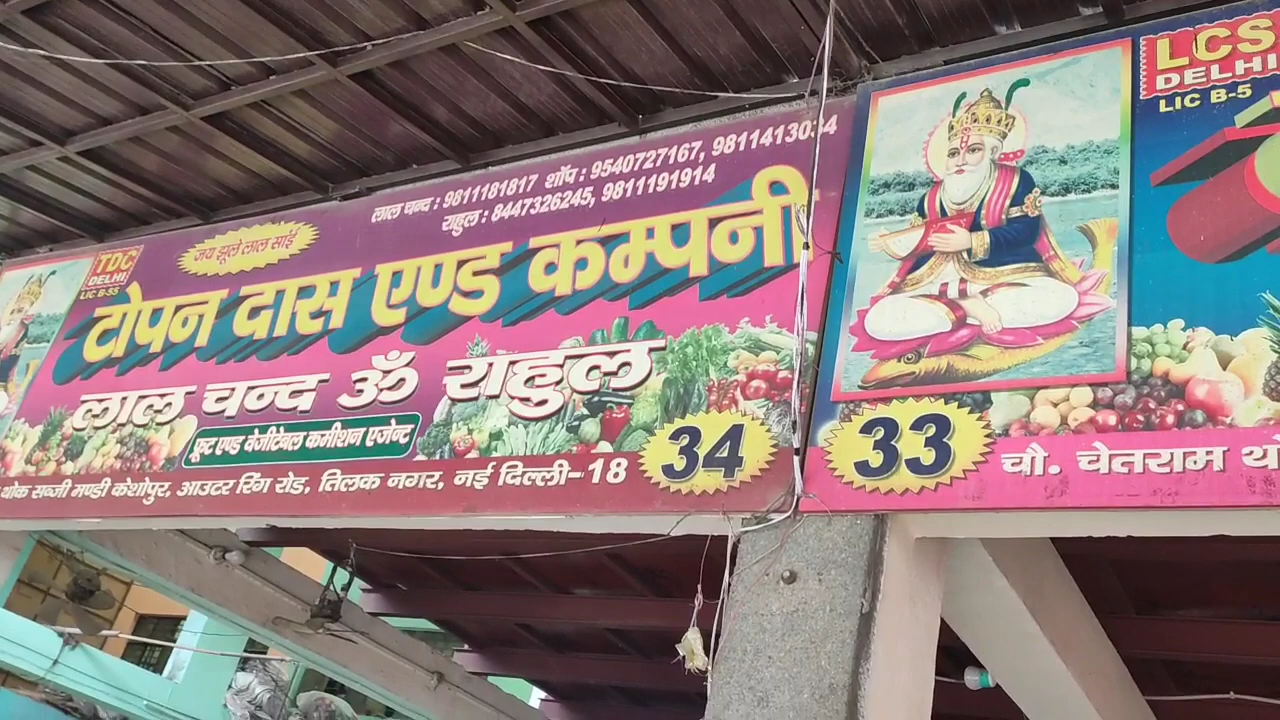 लाल चन्द : 9811181817 शॉप : 9540727167, 9811413034
राहुल : 8447326245, 9811191914
जय झूले लाल साईं
TDC
DELHI
LIC B-35
टोपन दास एण्ड कम्पनी
लाल चन्द ॐ राहुल
फ्रूट एण्ड वेजीटेबल कमीशन एजेन्ट
थोक सब्जी मण्डी केशोपुर, आउटर रिंग रोड़, तिलक नगर, नई दिल्ली-18
34
LCS
DELHI
LIC B-5
33
चौ. चेतराम